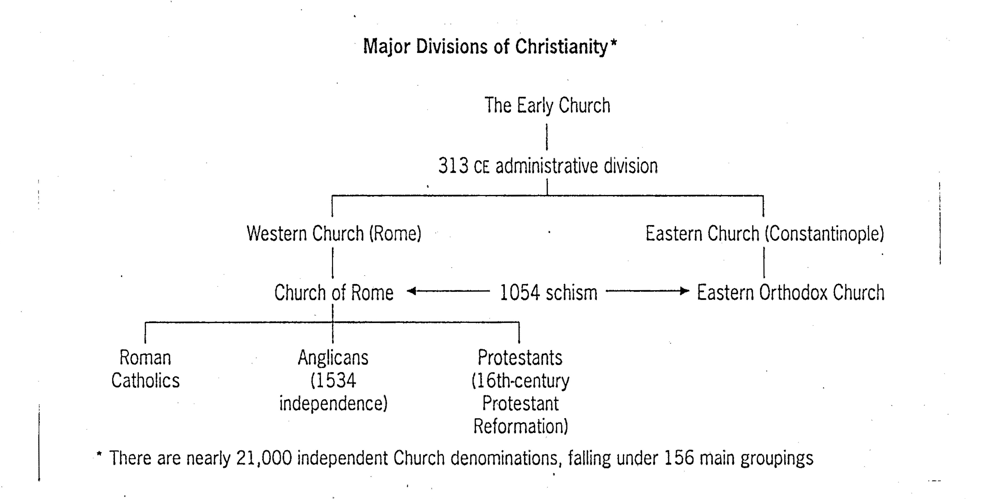 Major Divisions of Christianity*
The Early Church
313 CE administrative division
Western Church (Rome)
Eastern Church (Constantinople)
Church of Rome
1054 schism
Eastern Orthodox Church
Roman
Catholics
Anglicans
(1534
independence)
Protestants
(16th-century
Protestant
Reformation)
* There are nearly 21,000 independent Church denominations, falling under 156 main groupings